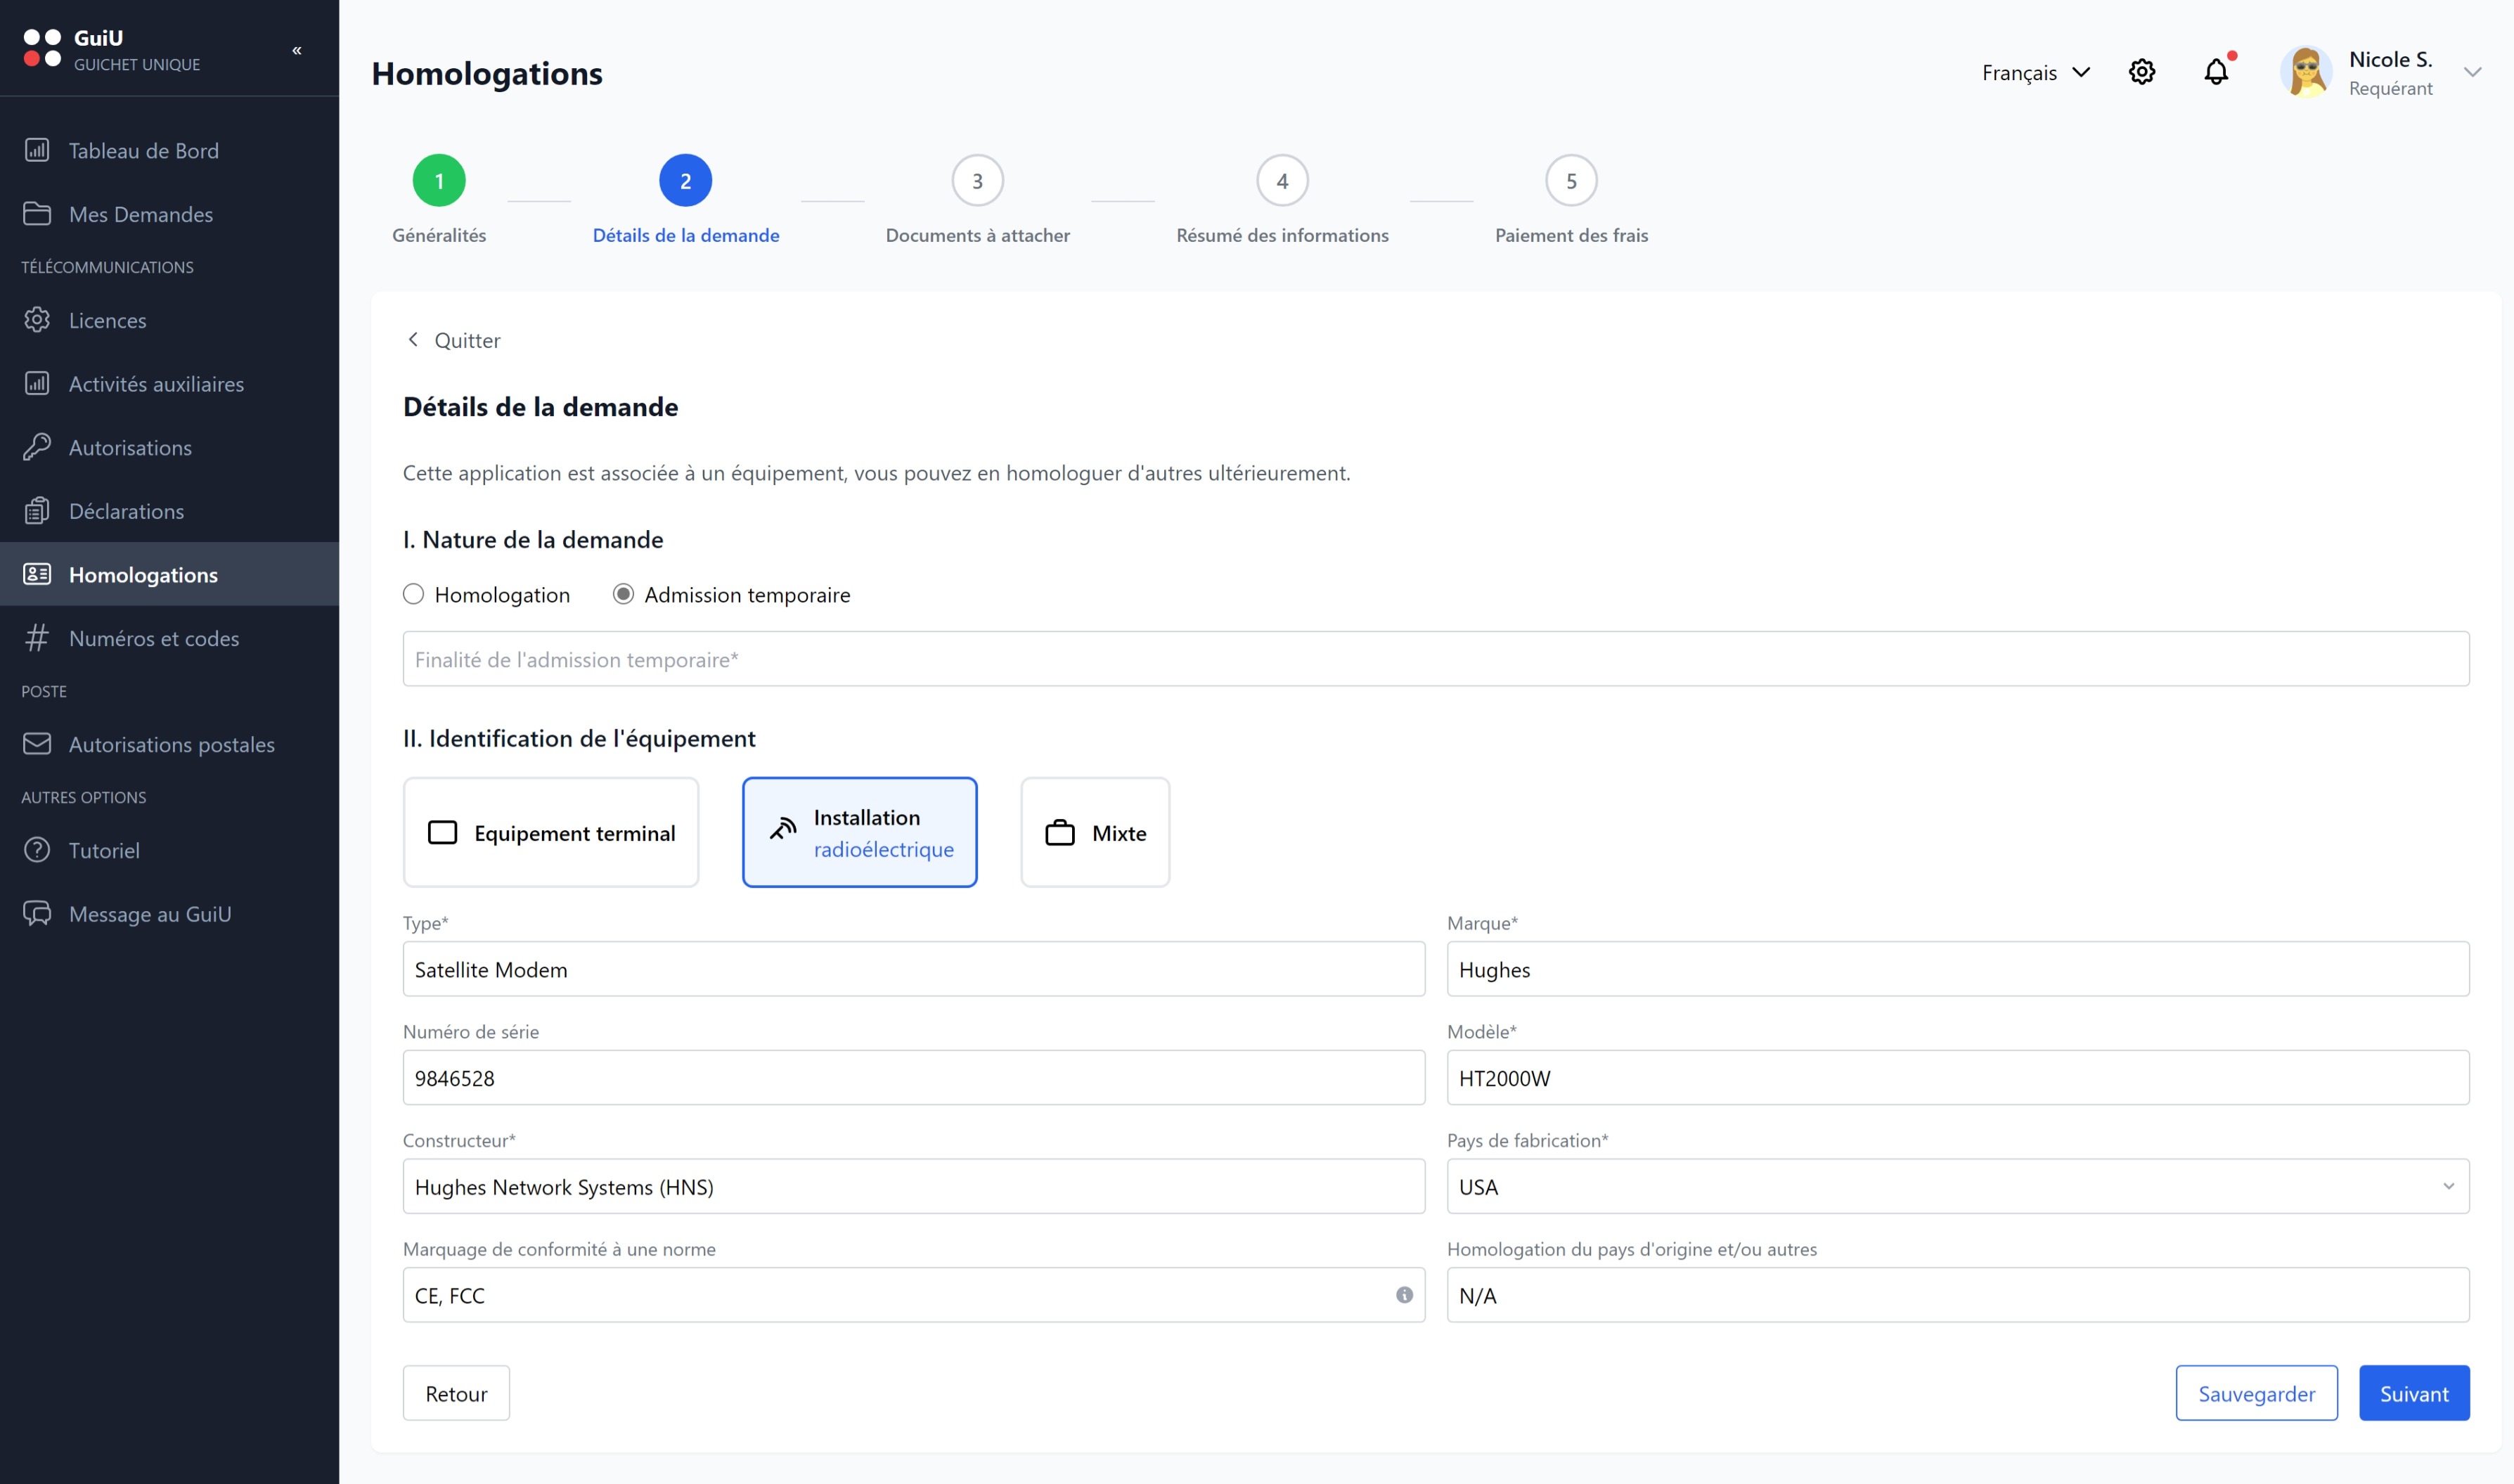 GuiU
GUICHET UNIQUE
«
Tableau de Bord
Mes Demandes
TÉLÉCOMMUNICATIONS
Licences
Activités auxiliaires
Autorisations
Déclarations
Homologations
Numéros et codes
POSTE
Autorisations postales
AUTRES OPTIONS
Tutoriel
Message au GuiU
Homologations
Français
Nicole S.
Requérant
1
Généralités
2
Détails de la demande
3
Documents à attacher
4
Résumé des informations
5
Paiement des frais
Quitter
Détails de la demande
Cette application est associée à un équipement, vous pouvez en homologuer d'autres ultérieurement.
I. Nature de la demande
Homologation
Admission temporaire
Finalité de l'admission temporaire*
II. Identification de l'équipement
Equipement terminal
Installation
radioélectrique
Mixte
Type*
Satellite Modem
Marque*
Hughes
Numéro de série
9846528
Modèle*
HT2000W
Constructeur*
Hughes Network Systems (HNS)
Pays de fabrication*
USA
Marquage de conformité à une norme
CE, FCC
Homologation du pays d'origine et/ou autres
N/A
Retour
Sauvegarder
Suivant